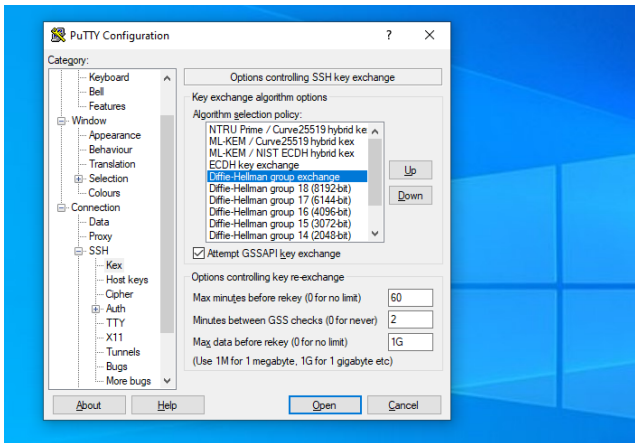 PuTTY Configuration
?
Category:
Keyboard
Bell
Features
Window
Appearance
Behaviour
Translation
Selection
Colours
Connection
Data
Proxy
SSH
Kex
Host keys
Cipher
Auth
TTY
X11
Tunnels
Bugs
More bugs
Options controlling SSH key exchange
Key exchange algorithm options
Algorithm selection policy:
NTRU Prime / Curve25519 hybrid ke
ML-KEM / Curve25519 hybrid kex
ML-KEM / NIST ECDH hybrid kex
ECDH key exchange
Diffie-Hellman group exchange
Diffie-Hellman group 18 (8192-bit)
Diffie-Hellman group 17 (6144-bit)
Diffie-Hellman group 16 (4096-bit)
Diffie-Hellman group 15 (3072-bit)
Diffie-Hellman group 14 (2048-bit)
Up
Down
Attempt GSSAPI key exchange
Options controlling key re-exchange
Max minutes before rekey (0 for no limit) 60
Minutes between GSS checks (0 for never) 2
Max data before rekey (0 for no limit) 1G
(Use 1M for 1 megabyte, 1G for 1 gigabyte etc)
About Help Open Cancel